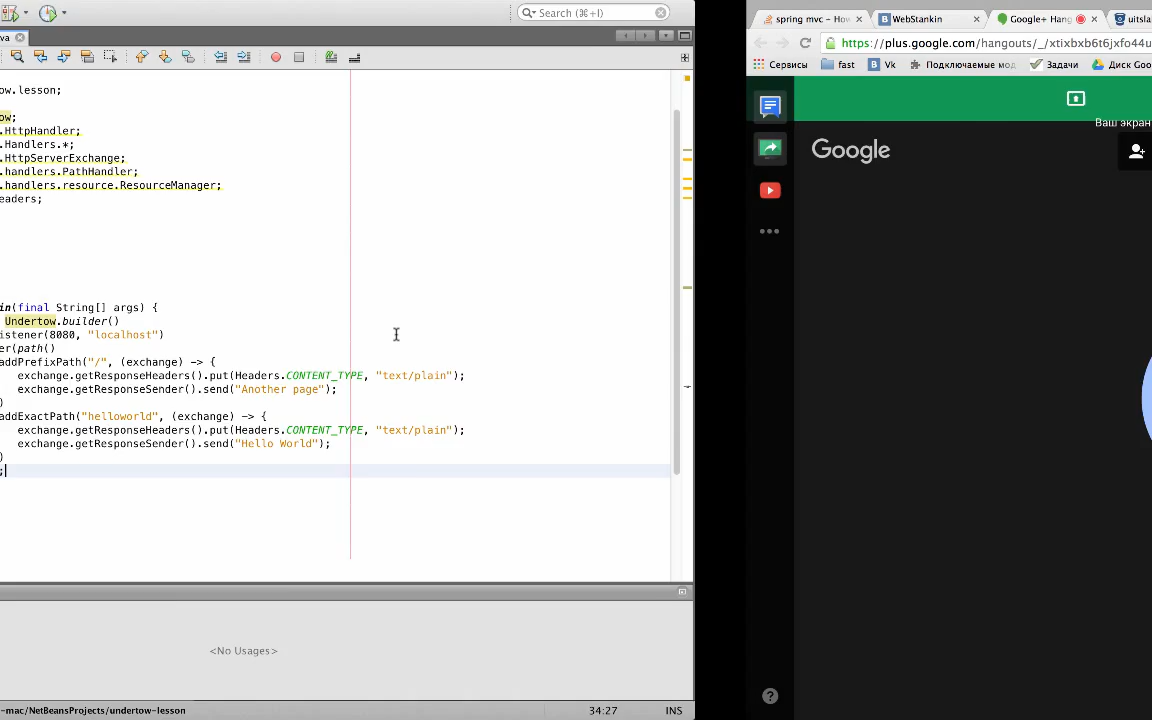 Search (⌘+I)
va
ow.lesson;
ow;
.HttpHandler;
.Handlers.*;
.HttpServerExchange;
.handlers.PathHandler;
.handlers.resource.ResourceManager;
eaders;
in(final String[] args) {
Undertow.builder()
istener(8080, "localhost")
er(path()
addPrefixPath("/", (exchange) -> {
exchange.getResponseHeaders().put(Headers.CONTENT_TYPE, "text/plain");
exchange.getResponseSender().send("Another page");
)
addExactPath("helloworld", (exchange) -> {
exchange.getResponseHeaders().put(Headers.CONTENT_TYPE, "text/plain");
exchange.getResponseSender().send("Hello World");
)
;
<No Usages>
-mac/NetBeansProjects/undertow-lesson
34:27 INS
spring mvc – How WebStankin Google+ Hang uitslab
https://plus.google.com/hangouts/_/xtixbxb6t6jxfo44u
Сервисы fast Vk Подключаемые мод Задачи Диск Goo
Ваш экран
Google